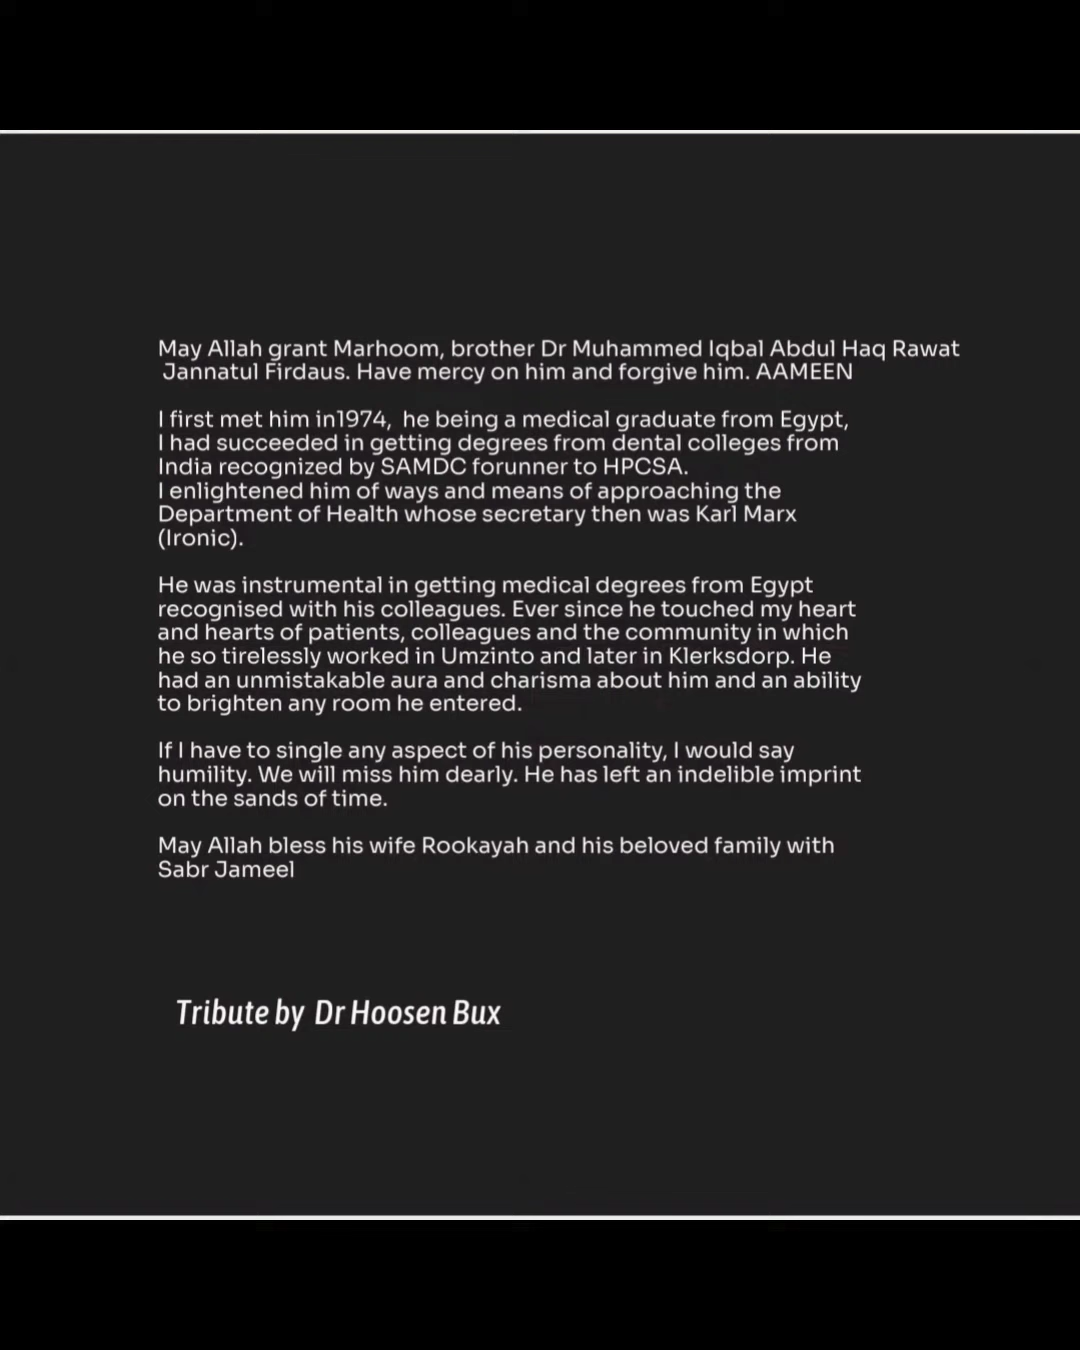 May Allah grant Marhoom, brother Dr Muhammed Iqbal Abdul Haq Rawat
Jannatul Firdaus. Have mercy on him and forgive him. AAMEEN
I first met him in1974, he being a medical graduate from Egypt,
I had succeeded in getting degrees from dental colleges from
India recognized by SAMDC forunner to HPCSA.
I enlightened him of ways and means of approaching the
Department of Health whose secretary then was Karl Marx
(Ironic).
He was instrumental in getting medical degrees from Egypt
recognised with his colleagues. Ever since he touched my heart
and hearts of patients, colleagues and the community in which
he so tirelessly worked in Umzinto and later in Klerksdorp. He
had an unmistakable aura and charisma about him and an ability
to brighten any room he entered.
If I have to single any aspect of his personality, I would say
humility. We will miss him dearly. He has left an indelible imprint
on the sands of time.
May Allah bless his wife Rookayah and his beloved family with
Sabr Jameel
Tribute by Dr Hoosen Bux